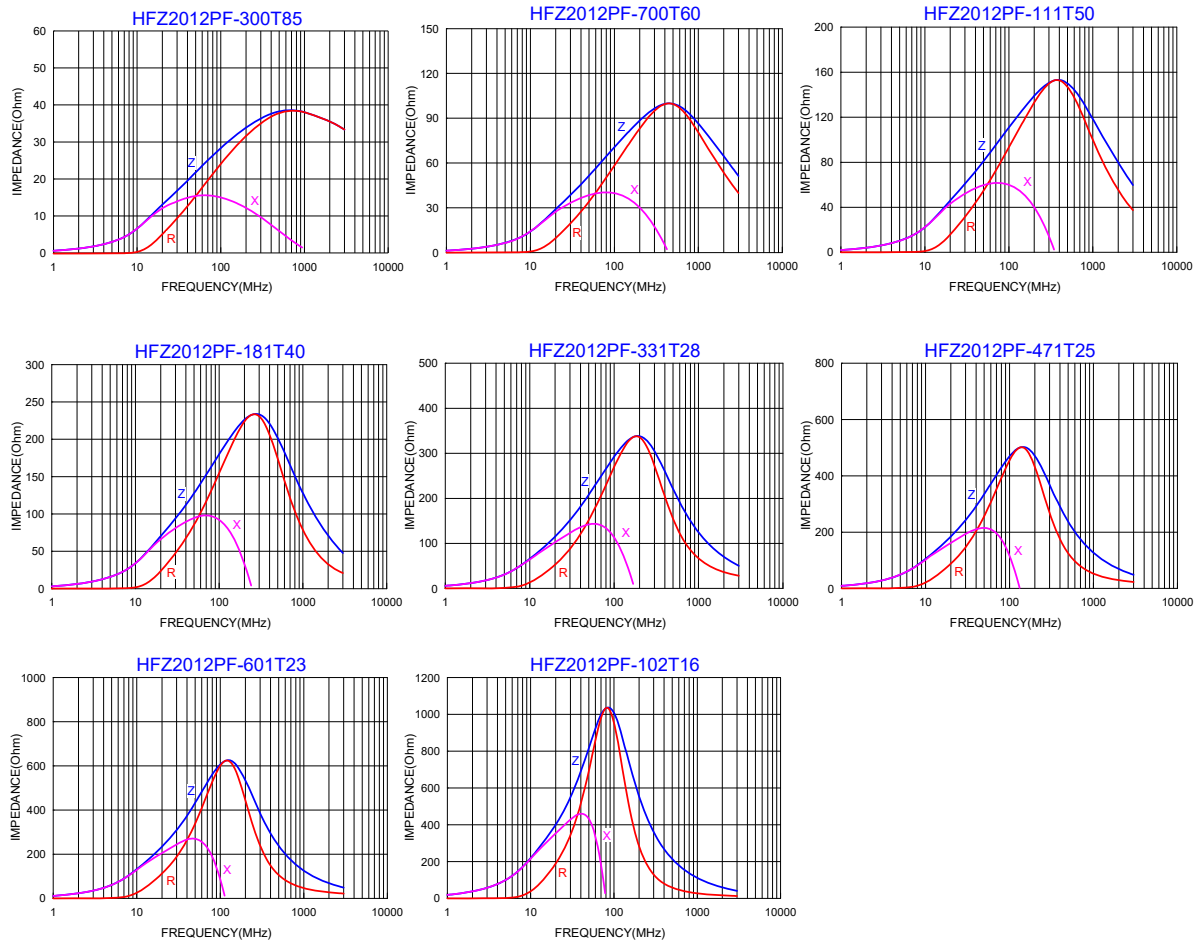 HFZ2012PF-300T85
IMPEDANCE(Ohm)
60
50
40
30
20
10
0
Z
X
R
1
10
100
1000
10000
FREQUENCY(MHz)
HFZ2012PF-700T60
IMPEDANCE(Ohm)
150
120
90
60
30
0
Z
X
R
1
10
100
1000
10000
FREQUENCY(MHz)
HFZ2012PF-111T50
IMPEDANCE(Ohm)
200
160
120
80
40
0
Z
X
R
1
10
100
1000
10000
FREQUENCY(MHz)
HFZ2012PF-181T40
IMPEDANCE(Ohm)
300
250
200
150
100
50
0
Z
X
R
1
10
100
1000
10000
FREQUENCY(MHz)
HFZ2012PF-331T28
IMPEDANCE(Ohm)
500
400
300
200
100
0
Z
X
R
1
10
100
1000
10000
FREQUENCY(MHz)
HFZ2012PF-471T25
IMPEDANCE(Ohm)
800
600
400
200
0
Z
X
R
1
10
100
1000
10000
FREQUENCY(MHz)
HFZ2012PF-601T23
IMPEDANCE(Ohm)
1000
800
600
400
200
0
Z
X
R
1
10
100
1000
10000
FREQUENCY(MHz)
HFZ2012PF-102T16
IMPEDANCE(Ohm)
1200
1000
800
600
400
200
0
Z
X
R
1
10
100
1000
10000
FREQUENCY(MHz)